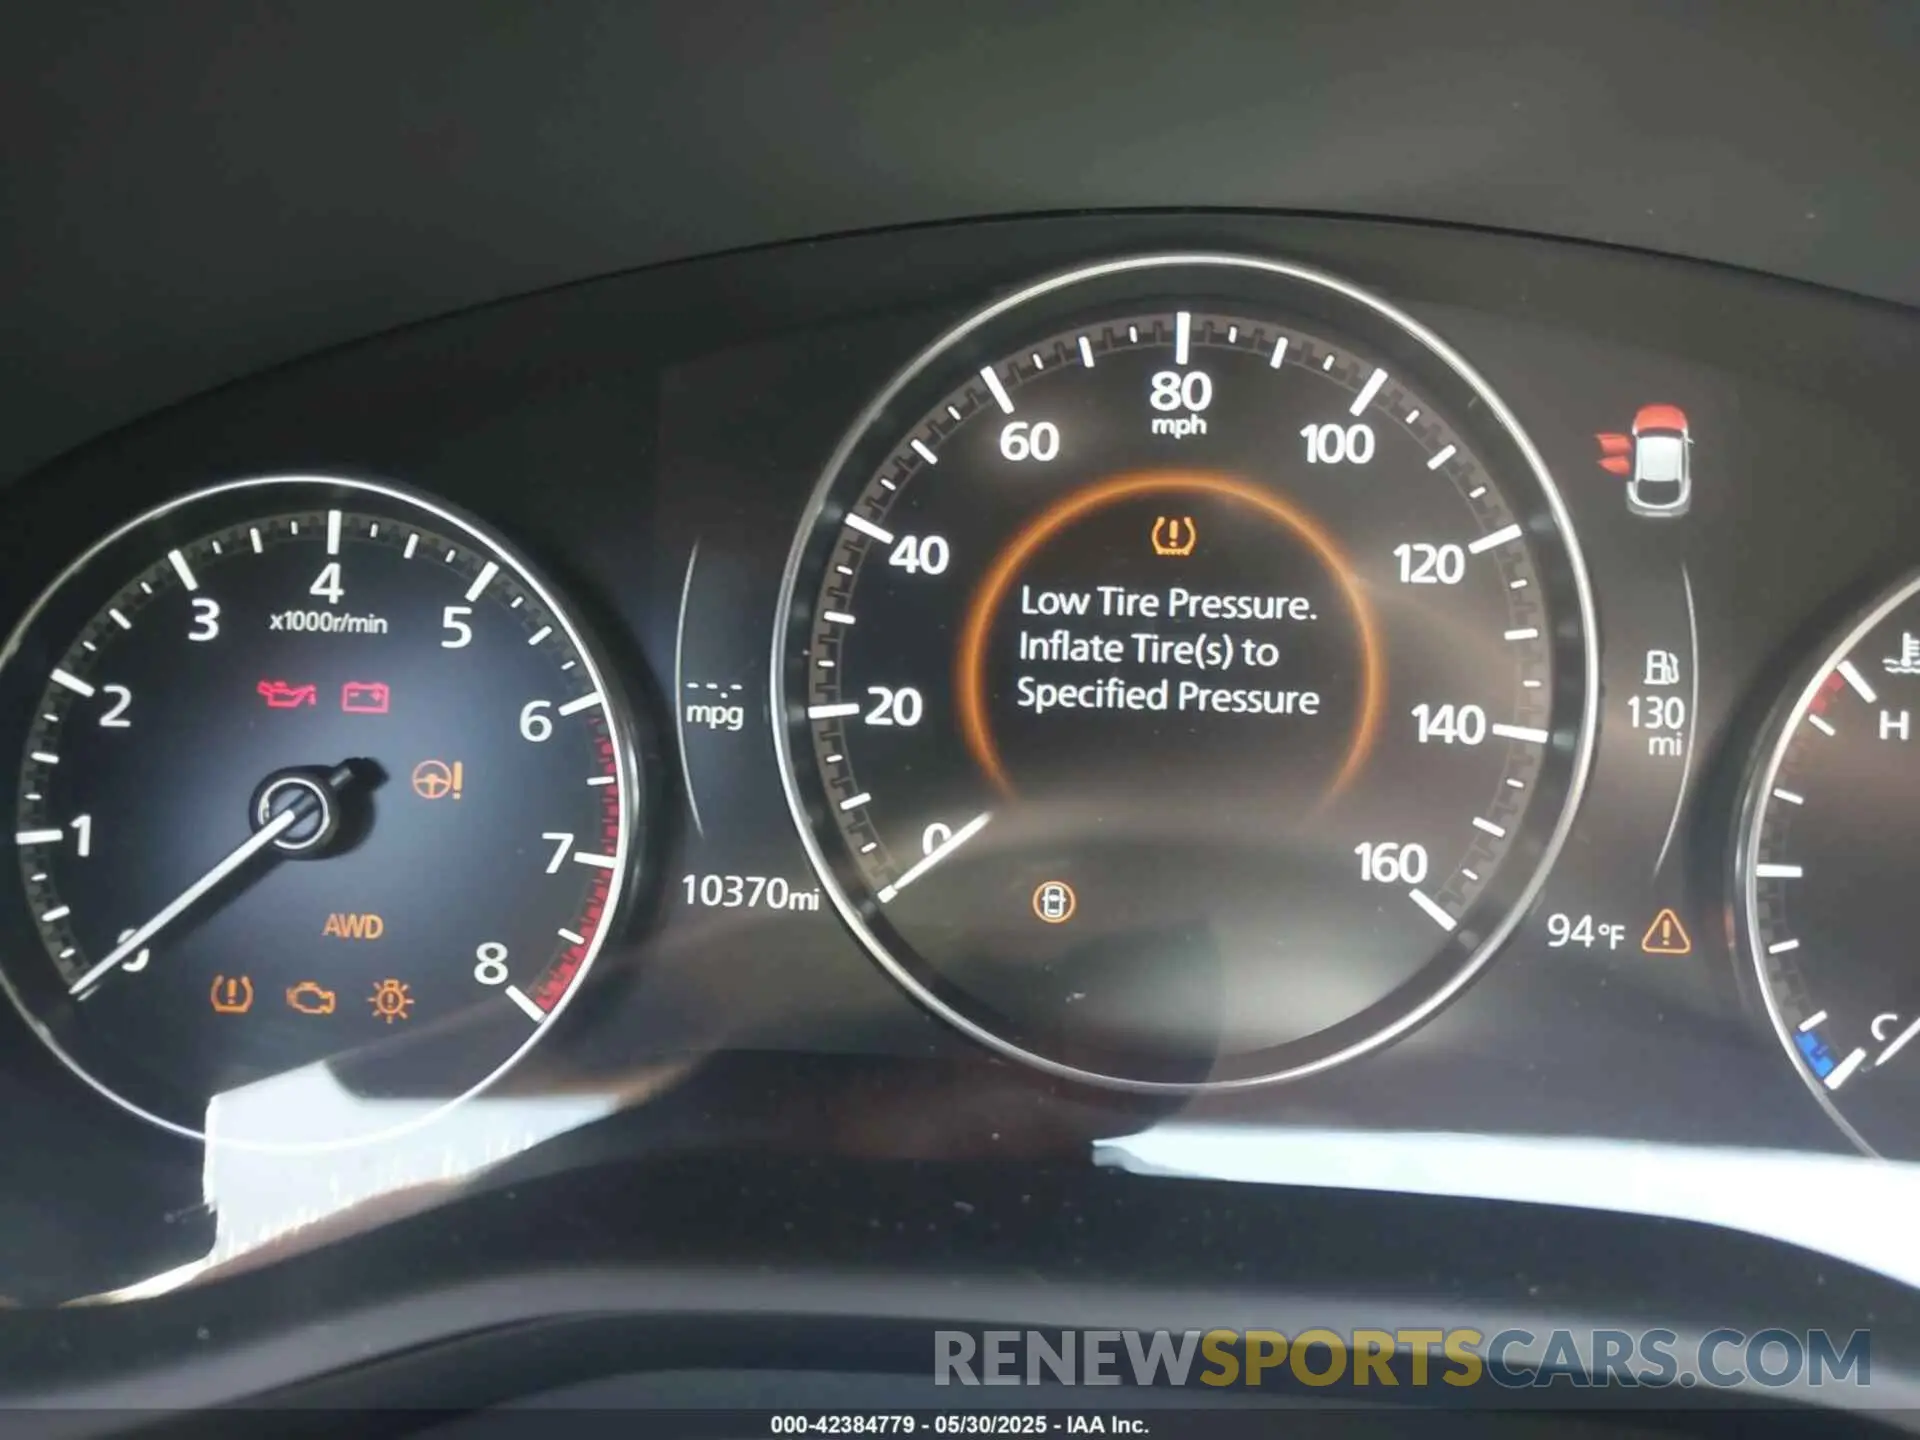 80
mph
60
100
40
120
4
x1000r/min
3
5
Low Tire Pressure.
Inflate Tire(s) to
Specified Pressure
2
6
--.-
mpg
20
140
130
mi
H
1
7
0
160
10370mi
AWD
94°F
0
8
C
RENEWSPORTSCARS.COM
000-42384779 - 05/30/2025 - IAA Inc.